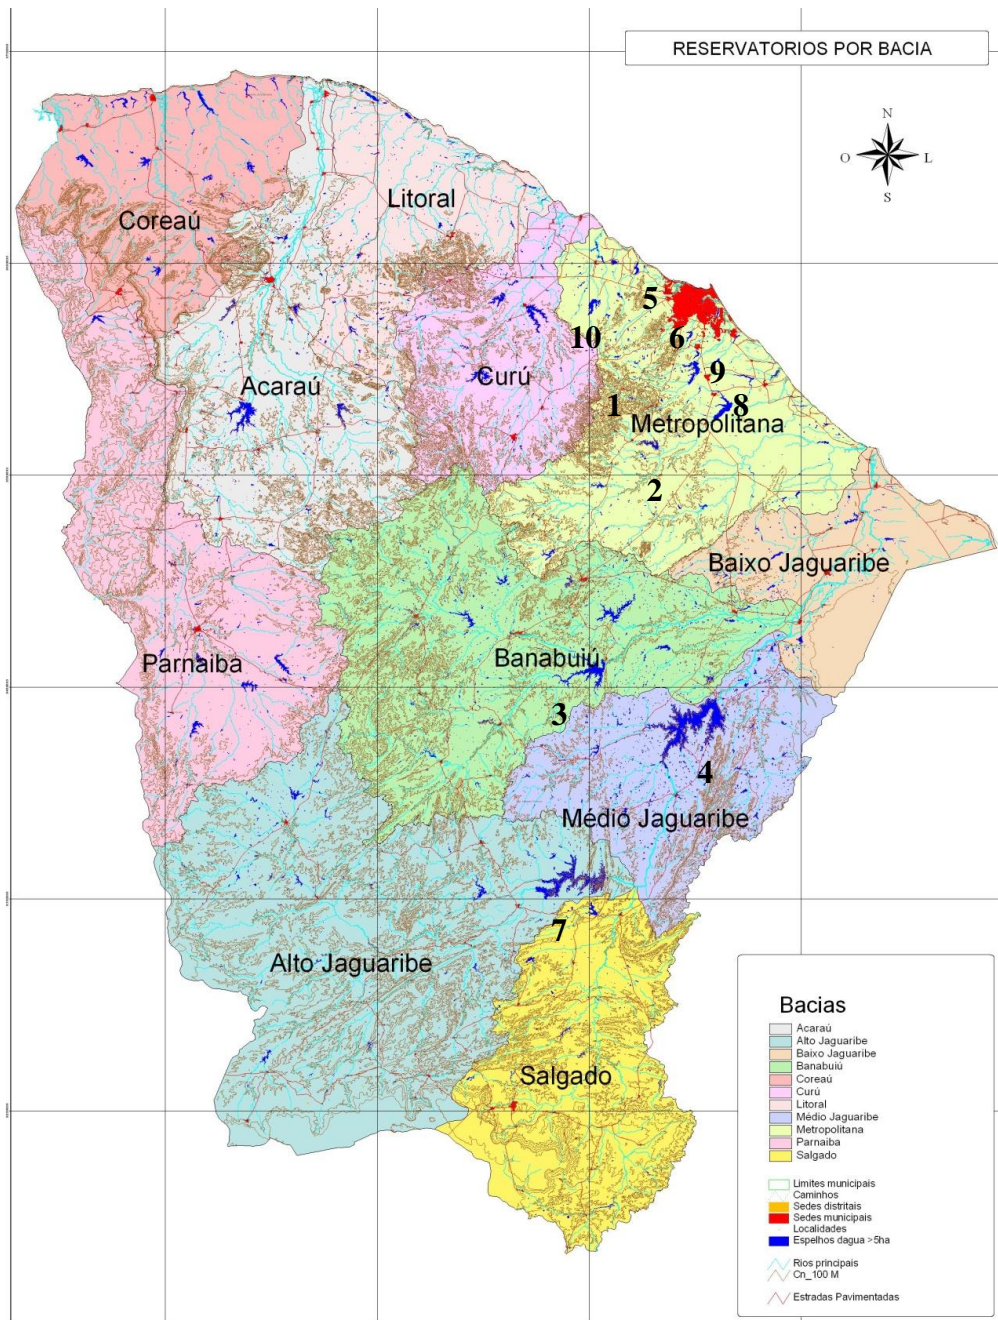 RESERVATORIOS POR BACIA
N
O
L
S
Litoral
Coreaú
5
10
6
Curú
9
Acaraú
1
8
Metropolitana
2
Baixo Jaguaribe
Banabuiú
Parnaiba
3
4
Médio Jaguaribe
7
Alto Jaguaribe
Salgado
Bacias
Acaraú
Alto Jaguaribe
Baixo Jaguaribe
Banabuiú
Coreaú
Curú
Litoral
Médio Jaguaribe
Metropolitana
Parnaiba
Salgado
Limites municipais
Caminhos
Sedes distritais
Sedes municipais
Localidades
Espelhos dagua >5ha
Rios principais
Cn_100 M
Estradas Pavimentadas